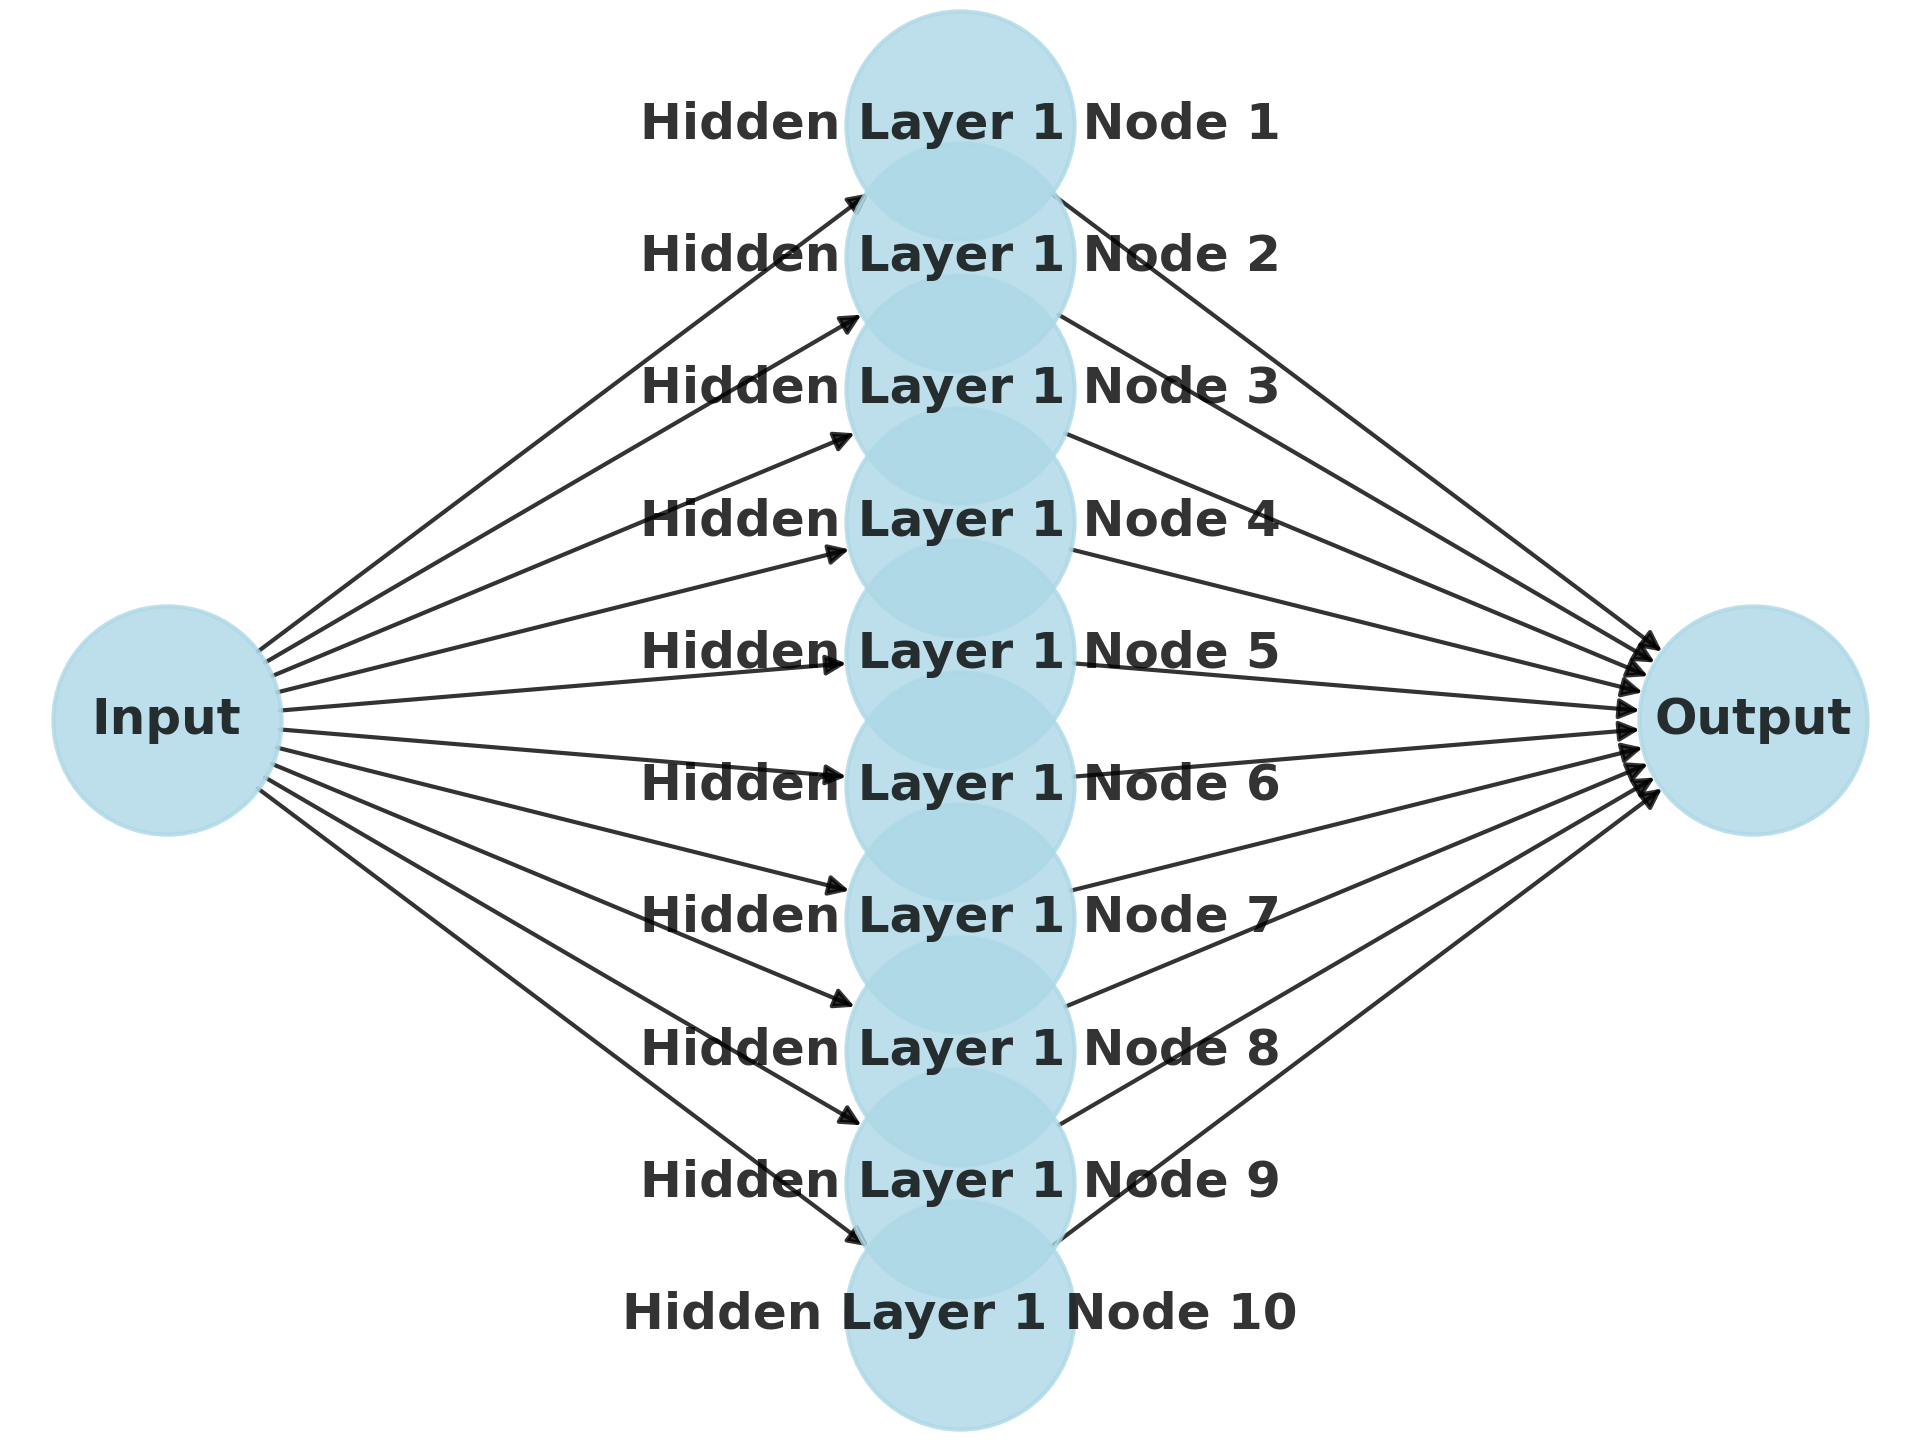 Hidden Layer 1 Node 1
Hidden Layer 1 Node 2
Hidden Layer 1 Node 3
Hidden Layer 1 Node 4
Hidden Layer 1 Node 5
Input
Output
Hidden Layer 1 Node 6
Hidden Layer 1 Node 7
Hidden Layer 1 Node 8
Hidden Layer 1 Node 9
Hidden Layer 1 Node 10